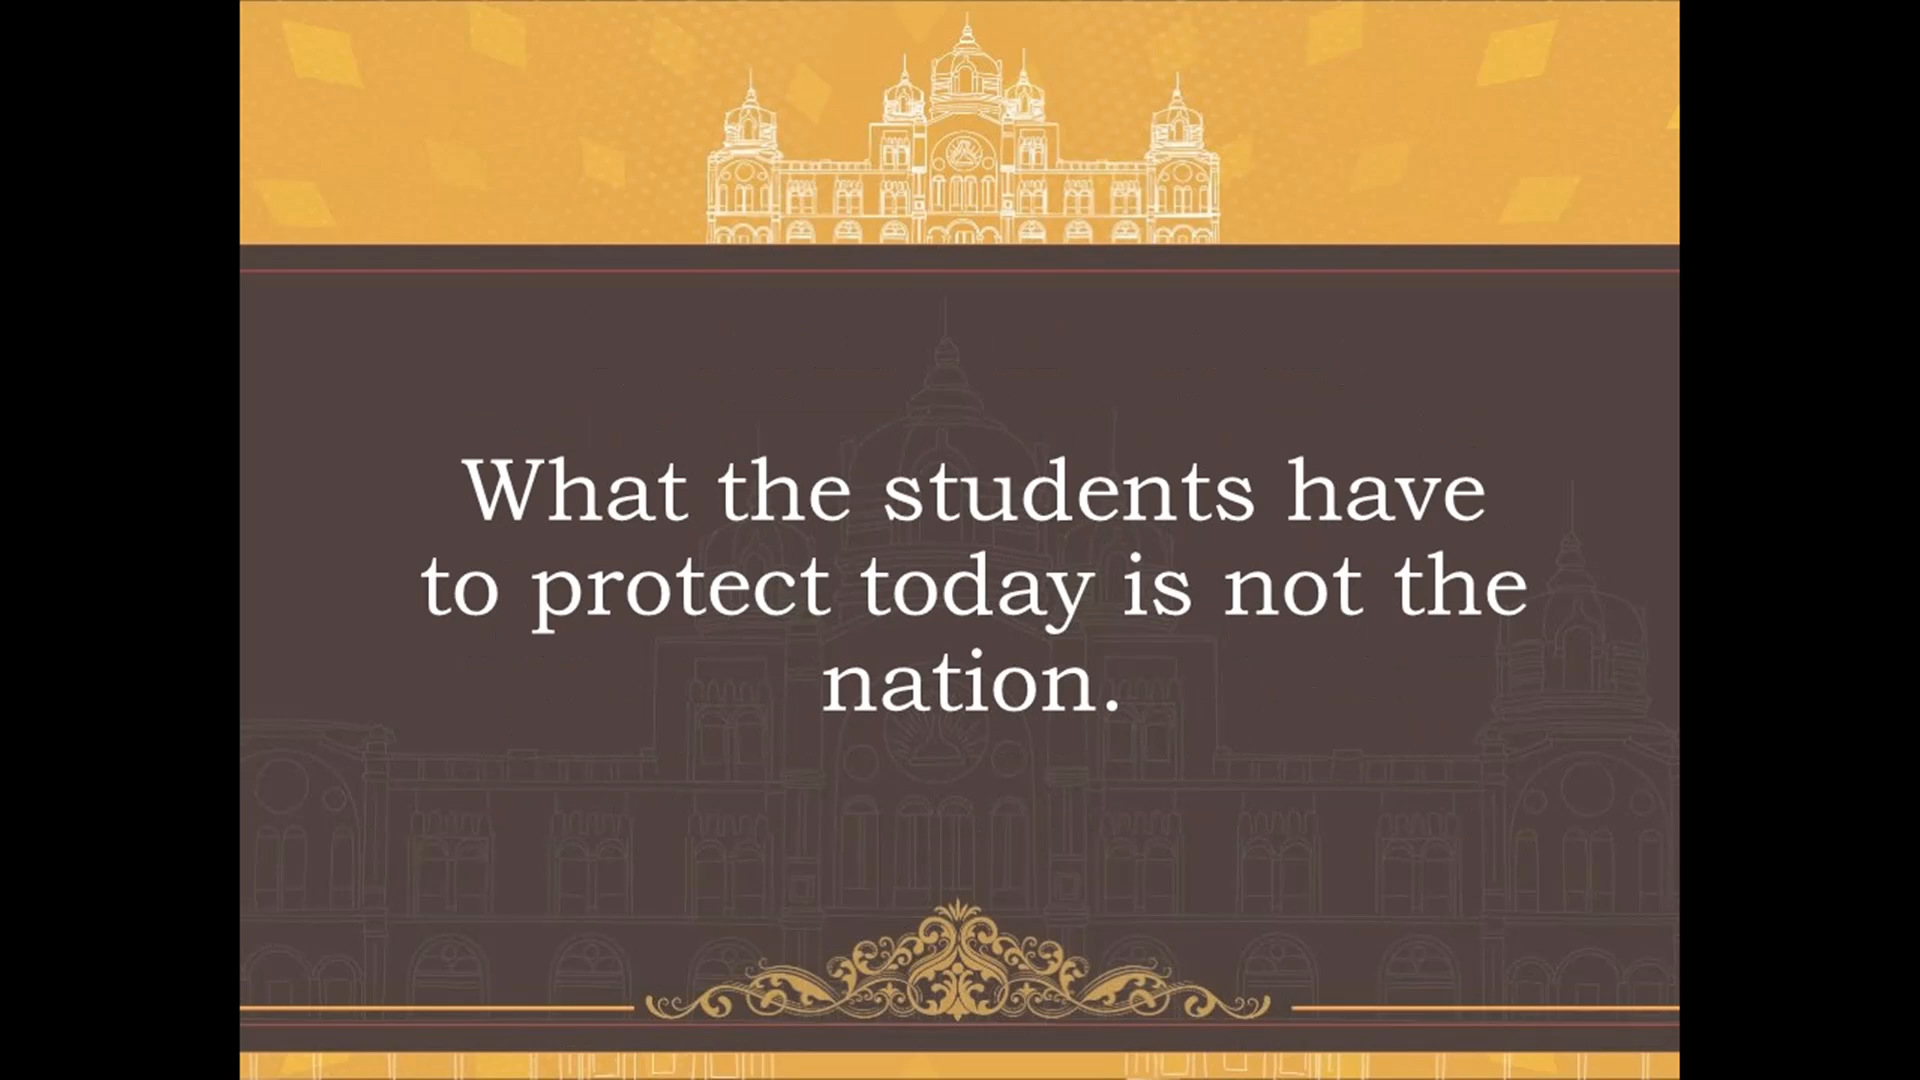 What the students have
to protect today is not the
nation.